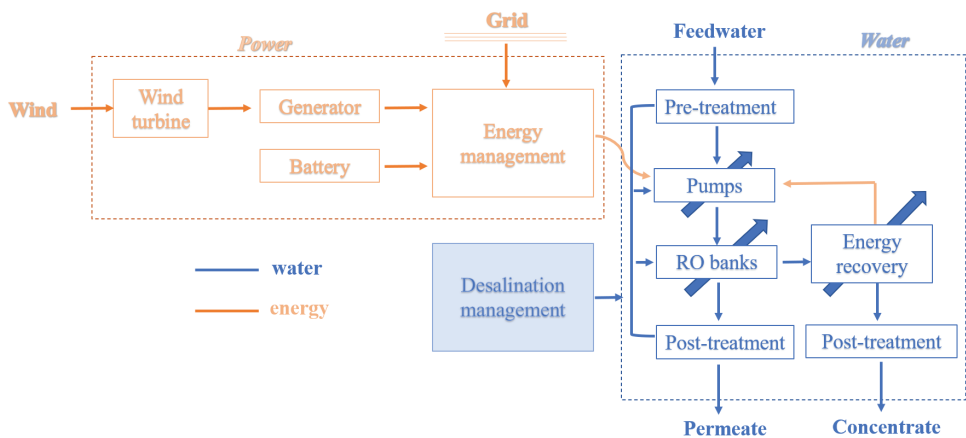 Grid
Power
Feedwater
Water
Wind
Wind
turbine
Generator
Battery
Energy
management
Pre-treatment
Pumps
RO banks
Energy
recovery
water
energy
Desalination
management
Post-treatment
Post-treatment
Permeate
Concentrate